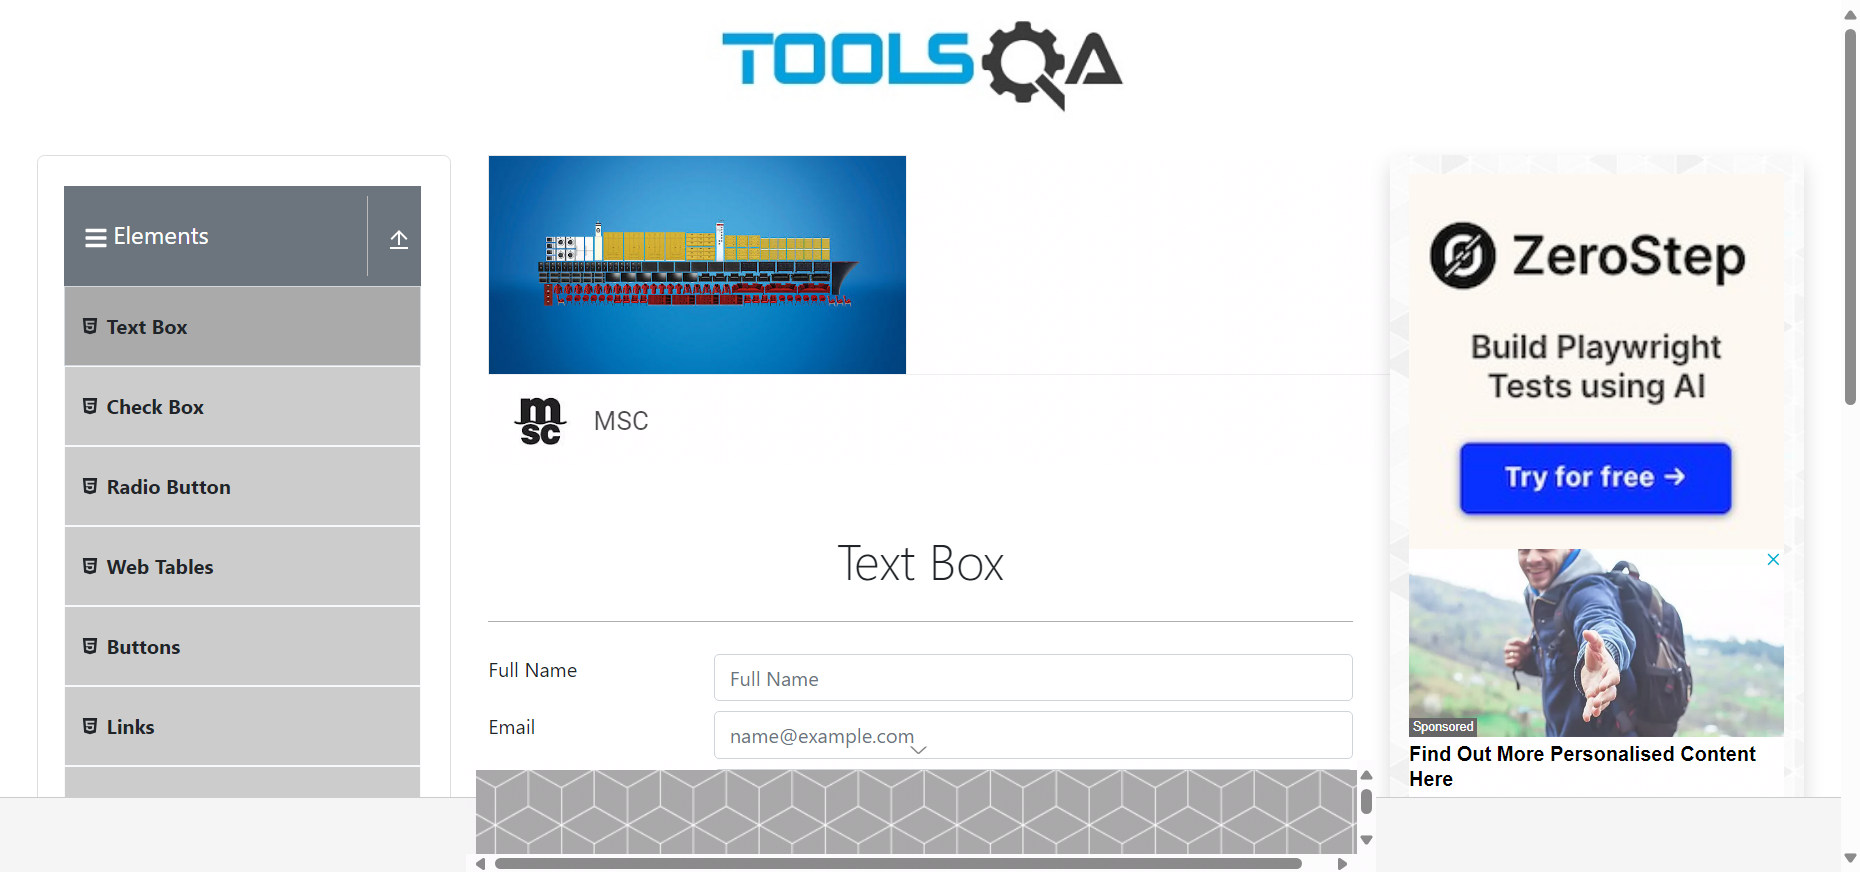 TOOLSQA
Elements
Text Box
Check Box
Radio Button
Web Tables
Buttons
Links
msc
MSC
Text Box
Full Name
Full Name
Email
name@example.com
ZeroStep
Build Playwright
Tests using AI
Try for free →
Sponsored
Find Out More Personalised Content
Here